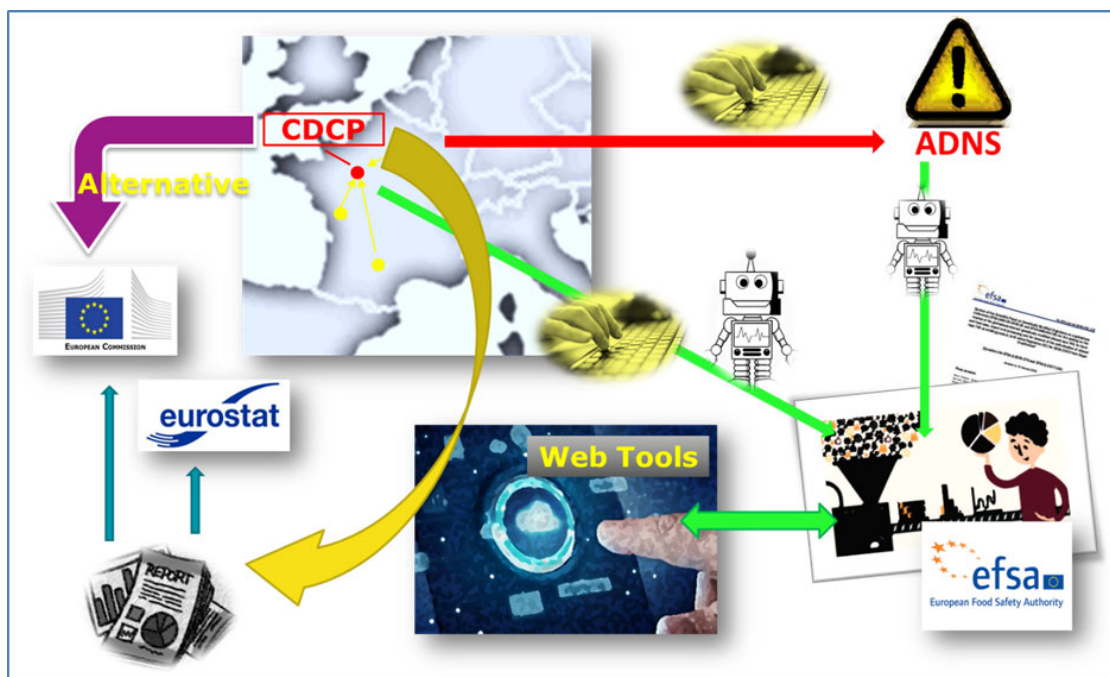 CDCP
ADNS
Alternative
EUROPEAN COMMISSION
eurostat
efsa
Web Tools
REPORT
efsa
European Food Safety Authority